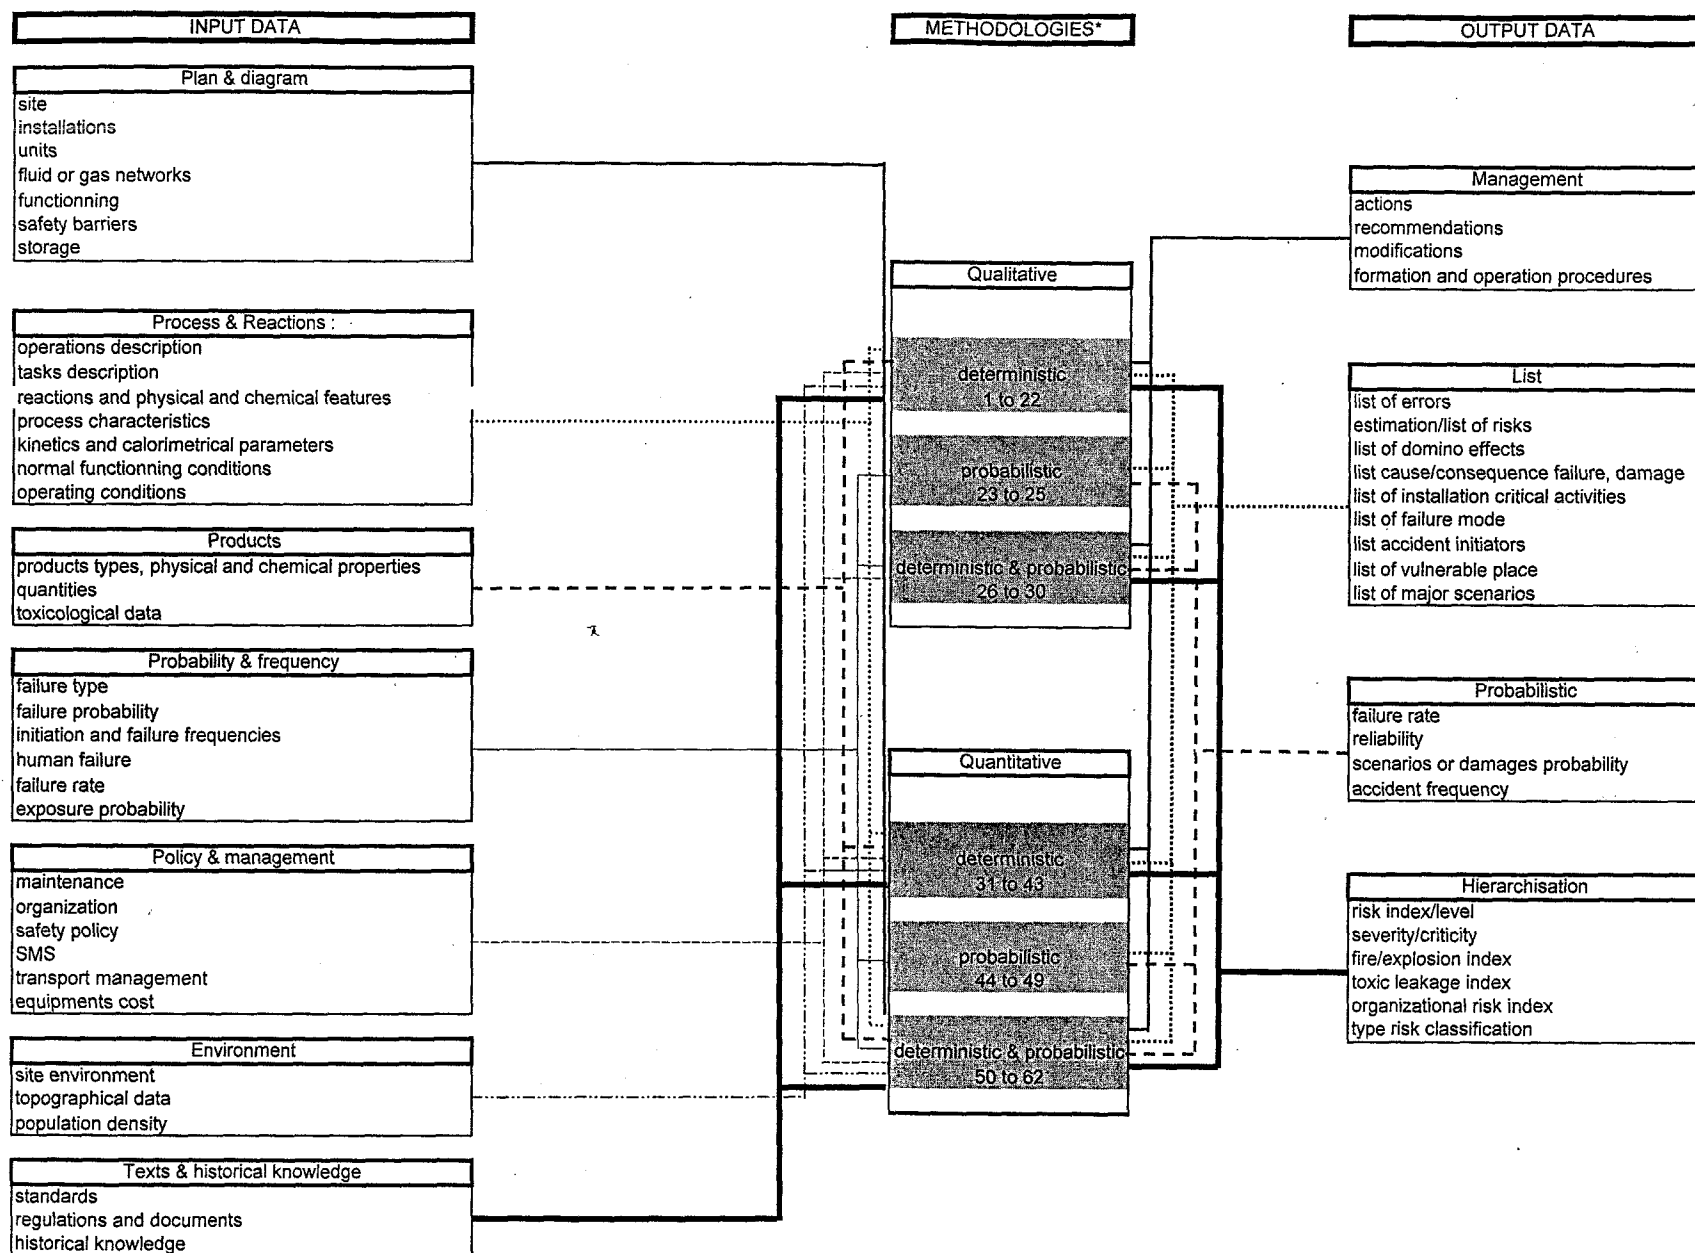 INPUT DATA
Plan & diagram
site
installations
units
fluid or gas networks
functionning
safety barriers
storage
Process & Reactions :
operations description
tasks description
reactions and physical and chemical features
process characteristics
kinetics and calorimetrical parameters
normal functionning conditions
operating conditions
Products
products types, physical and chemical properties
quantities
toxicological data
Probability & frequency
failure type
failure probability
initiation and failure frequencies
human failure
failure rate
exposure probability
Policy & management
maintenance
organization
safety policy
SMS
transport management
equipments cost
Environment
site environment
topographical data
population density
Texts & historical knowledge
standards
regulations and documents
historical knowledge
METHODOLOGIES*
Qualitative
deterministic
1 to 22
probabilistic
23 to 25
deterministic & probabilistic
26 to 30
Quantitative
deterministic
31 to 43
probabilistic
44 to 49
deterministic & probabilistic
50 to 62
OUTPUT DATA
Management
actions
recommendations
modifications
formation and operation procedures
List
list of errors
estimation/list of risks
list of domino effects
list cause/consequence failure, damage
list of installation critical activities
list of failure mode
list accident initiators
list of vulnerable place
list of major scenarios
Probabilistic
failure rate
reliability
scenarios or damages probability
accident frequency
Hierarchisation
risk index/level
severity/criticity
fire/explosion index
toxic leakage index
organizational risk index
type risk classification